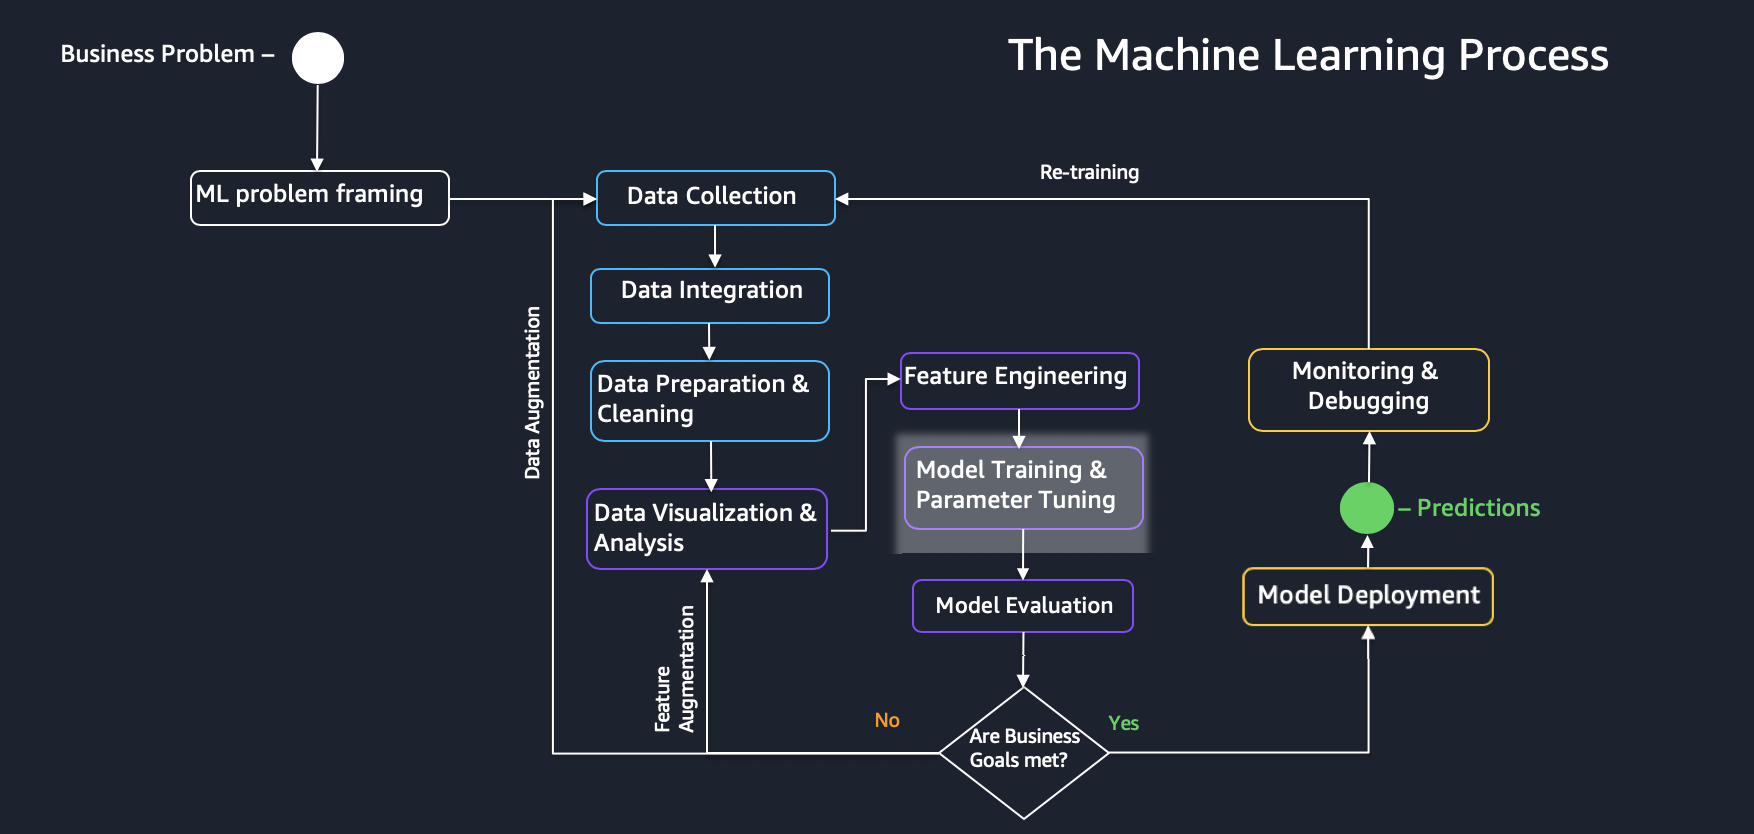 Business Problem –
The Machine Learning Process
ML problem framing
Data Collection
Re-training
Data Integration
Data Augmentation
Data Preparation &
Cleaning
Feature Engineering
Monitoring &
Debugging
Model Training &
Parameter Tuning
Data Visualization &
Analysis
– Predictions
Model Evaluation
Model Deployment
Feature
Augmentation
No
Yes
Are Business
Goals met?